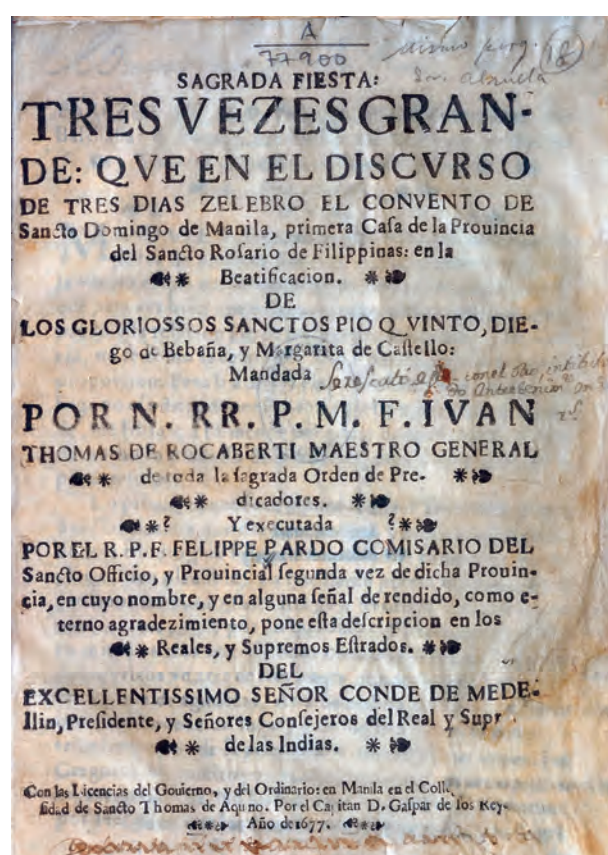 A
77900
mismo perg.
SAGRADA FIESTA:
TRES VEZES GRAN-
DE: QVE EN EL DISCVRSO
DE TRES DIAS ZELEBRO EL CONVENTO DE
Sancto Domingo de Manila, primera Casa de la Prouincia
del Sancto Rosario de Filippinas: en la
Beatificacion.
DE
LOS GLORIOSSOS SANCTOS PIO QVINTO, DIE-
go de Bebaña, y Margarita de Castello:
Mandada
POR N. RR. P. M. F. IVAN
THOMAS DE ROCABERTI MAESTRO GENERAL
de toda la sagrada Orden de Pre-
dicadores.
? Y executada ?
POR EL R. P. F. FELIPPE PARDO COMISARIO DEL
Sancto Officio, y Prouincial segunda vez de dicha Prouin-
cia, en cuyo nombre, y en alguna señal de rendido, como e-
terno agradezimiento, pone esta descripcion en los
Reales, y Supremos Estrados.
DEL
EXCELLENTISSIMO SEÑOR CONDE DE MEDE-
llin, Presidente, y Señores Consejeros del Real y Supr
de las Indias.
Con las Licencias del Gouierno, y del Ordinario: en Manila en el Coll.
sidad de Sancto Thomas de Aquino. Por el Capitan D. Gaspar de los Rey-
Año de 1677.